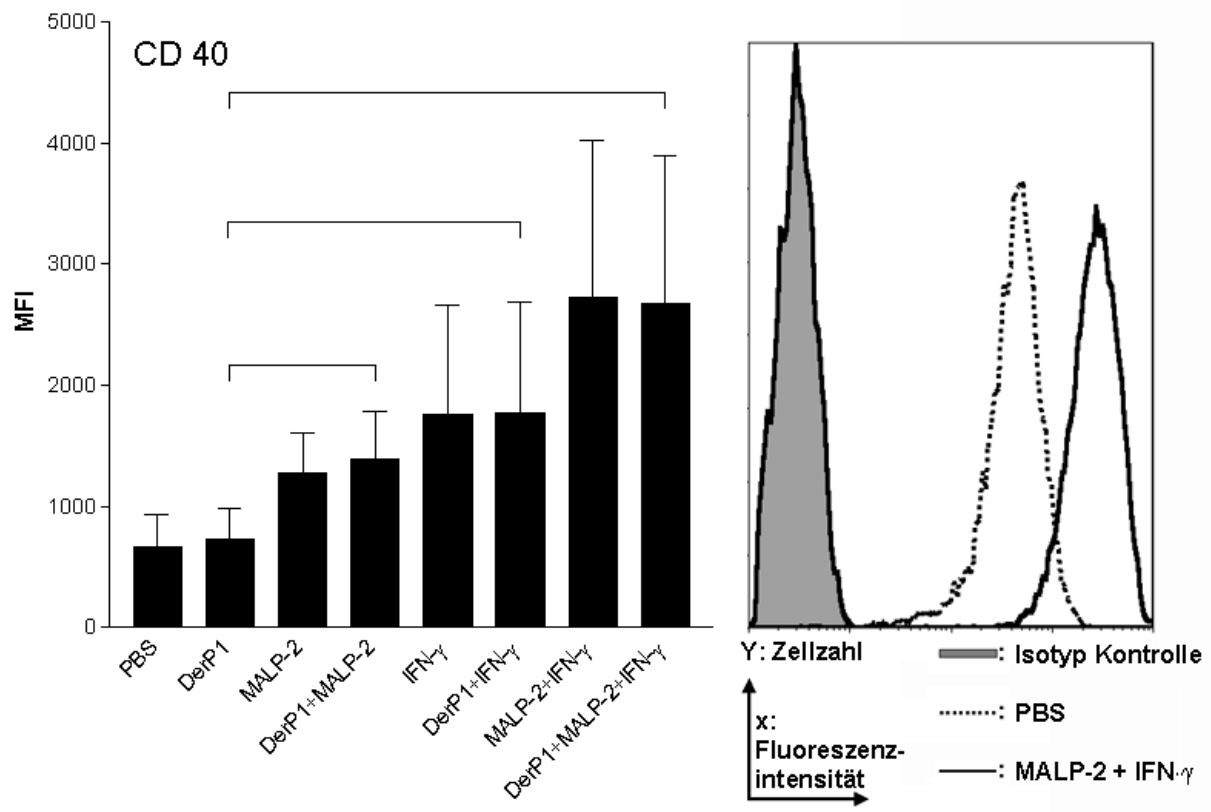 CD 40
5000
4000
3000
2000
1000
0
MFI
PBS
DerP1
MALP-2
DerP1+MALP-2
IFN-γ
DerP1+IFN-γ
MALP-2+IFN-γ
DerP1+MALP-2+IFN-γ
Y: Zellzahl
x:
Fluoreszenz-
intensität
: Isotyp Kontrolle
: PBS
: MALP-2 + IFN-γ